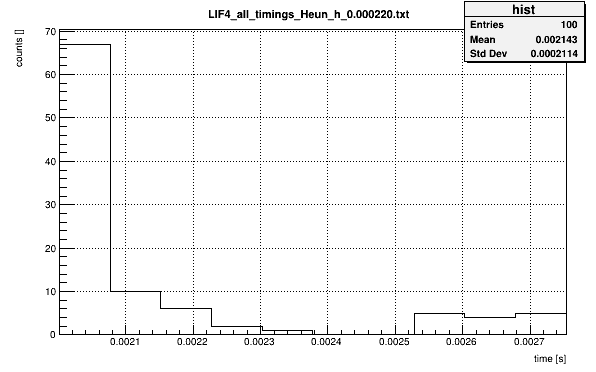 LIF4_all_timings_Heun_h_0.000220.txt
hist
Entries 100
Mean 0.002143
Std Dev 0.0002114
counts []
70
60
50
40
30
20
10
0
0.0021 0.0022 0.0023 0.0024 0.0025 0.0026 0.0027
time [s]